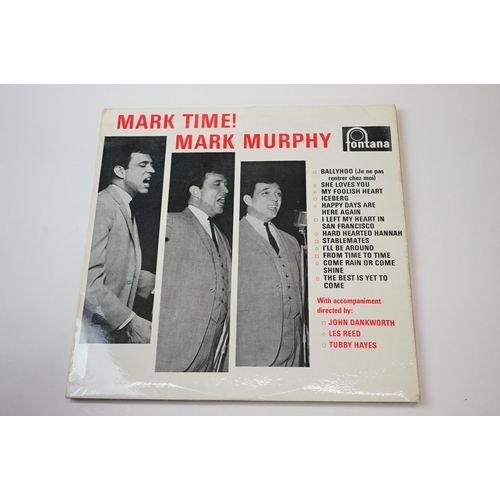 MARK TIME!
MARK MURPHY
fontana
BALLYHOO (Je ne pas
rentrer chez moi)
SHE LOVES YOU
MY FOOLISH HEART
ICEBERG
HAPPY DAYS ARE
HERE AGAIN
I LEFT MY HEART IN
SAN FRANCISCO
HARD HEARTED HANNAH
STABLEMATES
I'LL BE AROUND
FROM TIME TO TIME
COME RAIN OR COME
SHINE
THE BEST IS YET TO
COME
With accompaniment
directed by:
JOHN DANKWORTH
LES REED
TUBBY HAYES